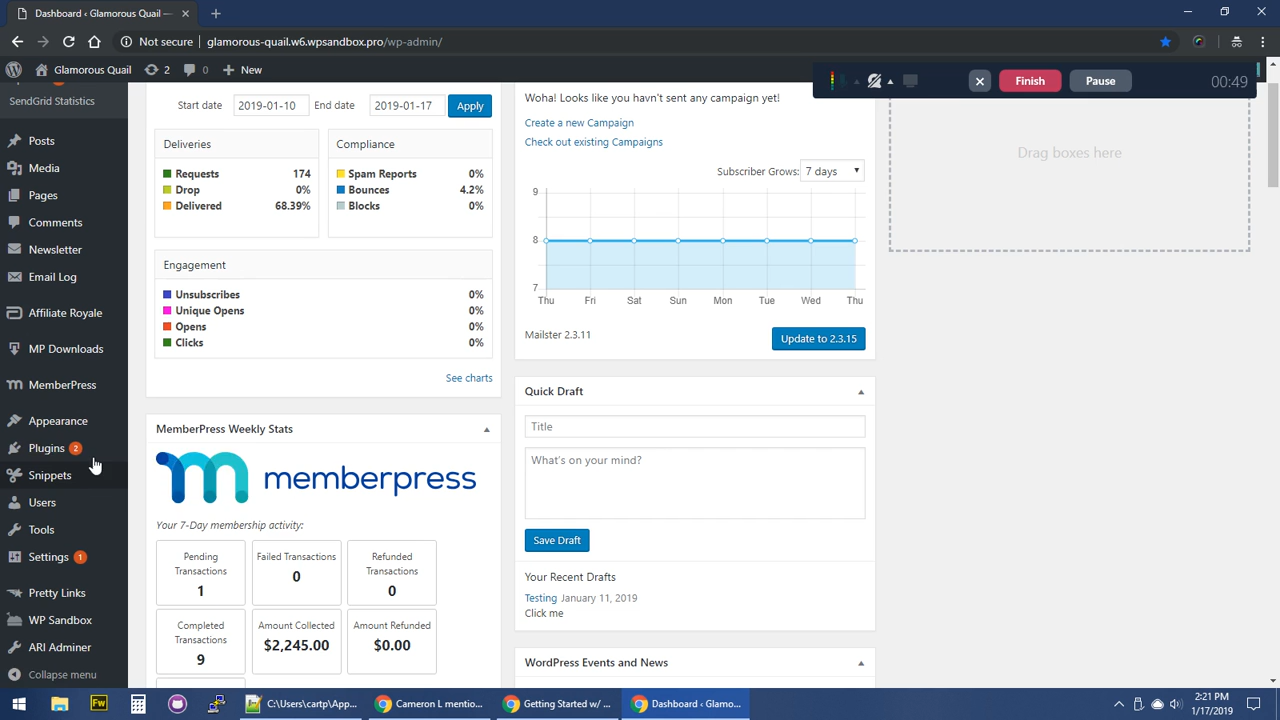 Dashboard ‹ Glamorous Quail —
Not secure
glamorous-quail.w6.wpsandbox.pro/wp-admin/
Glamorous Quail
2
0
New
Finish
Pause
00:49
SendGrid Statistics
Posts
Media
Pages
Comments
Newsletter
Email Log
Affiliate Royale
MP Downloads
MemberPress
Appearance
Plugins 2
Snippets
Users
Tools
Settings 1
Pretty Links
WP Sandbox
ARI Adminer
Collapse menu
Start date 2019-01-10 End date 2019-01-17 Apply
Deliveries
Requests 174
Drop 0%
Delivered 68.39%
Compliance
Spam Reports 0%
Bounces 4.2%
Blocks 0%
Engagement
Unsubscribes 0%
Unique Opens 0%
Opens 0%
Clicks 0%
See charts
MemberPress Weekly Stats
memberpress
Your 7-Day membership activity:
Pending
Transactions
1
Failed Transactions
0
Refunded
Transactions
0
Completed
Transactions
9
Amount Collected
$2,245.00
Amount Refunded
$0.00
Woha! Looks like you havn't sent any campaign yet!
Create a new Campaign
Check out existing Campaigns
Subscriber Grows: 7 days
9
8
7
Thu Fri Sat Sun Mon Tue Wed Thu
Mailster 2.3.11
Update to 2.3.15
Quick Draft
Title
What's on your mind?
Save Draft
Your Recent Drafts
Testing January 11, 2019
Click me
WordPress Events and News
Drag boxes here
Fw
C:\Users\cartp\App...
Cameron L mentio...
Getting Started w/ ...
Dashboard ‹ Glamo...
2:21 PM
1/17/2019